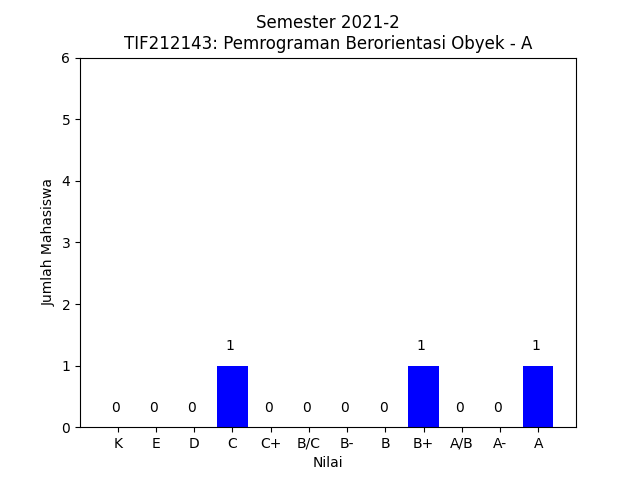 Semester 2021-2
TIF212143: Pemrograman Berorientasi Obyek - A
6
5
4
3
2
1
0
Jumlah Mahasiswa
0 0 0 1 0 0 0 0 1 0 0 1
K E D C C+ B/C B- B B+ A/B A- A
Nilai